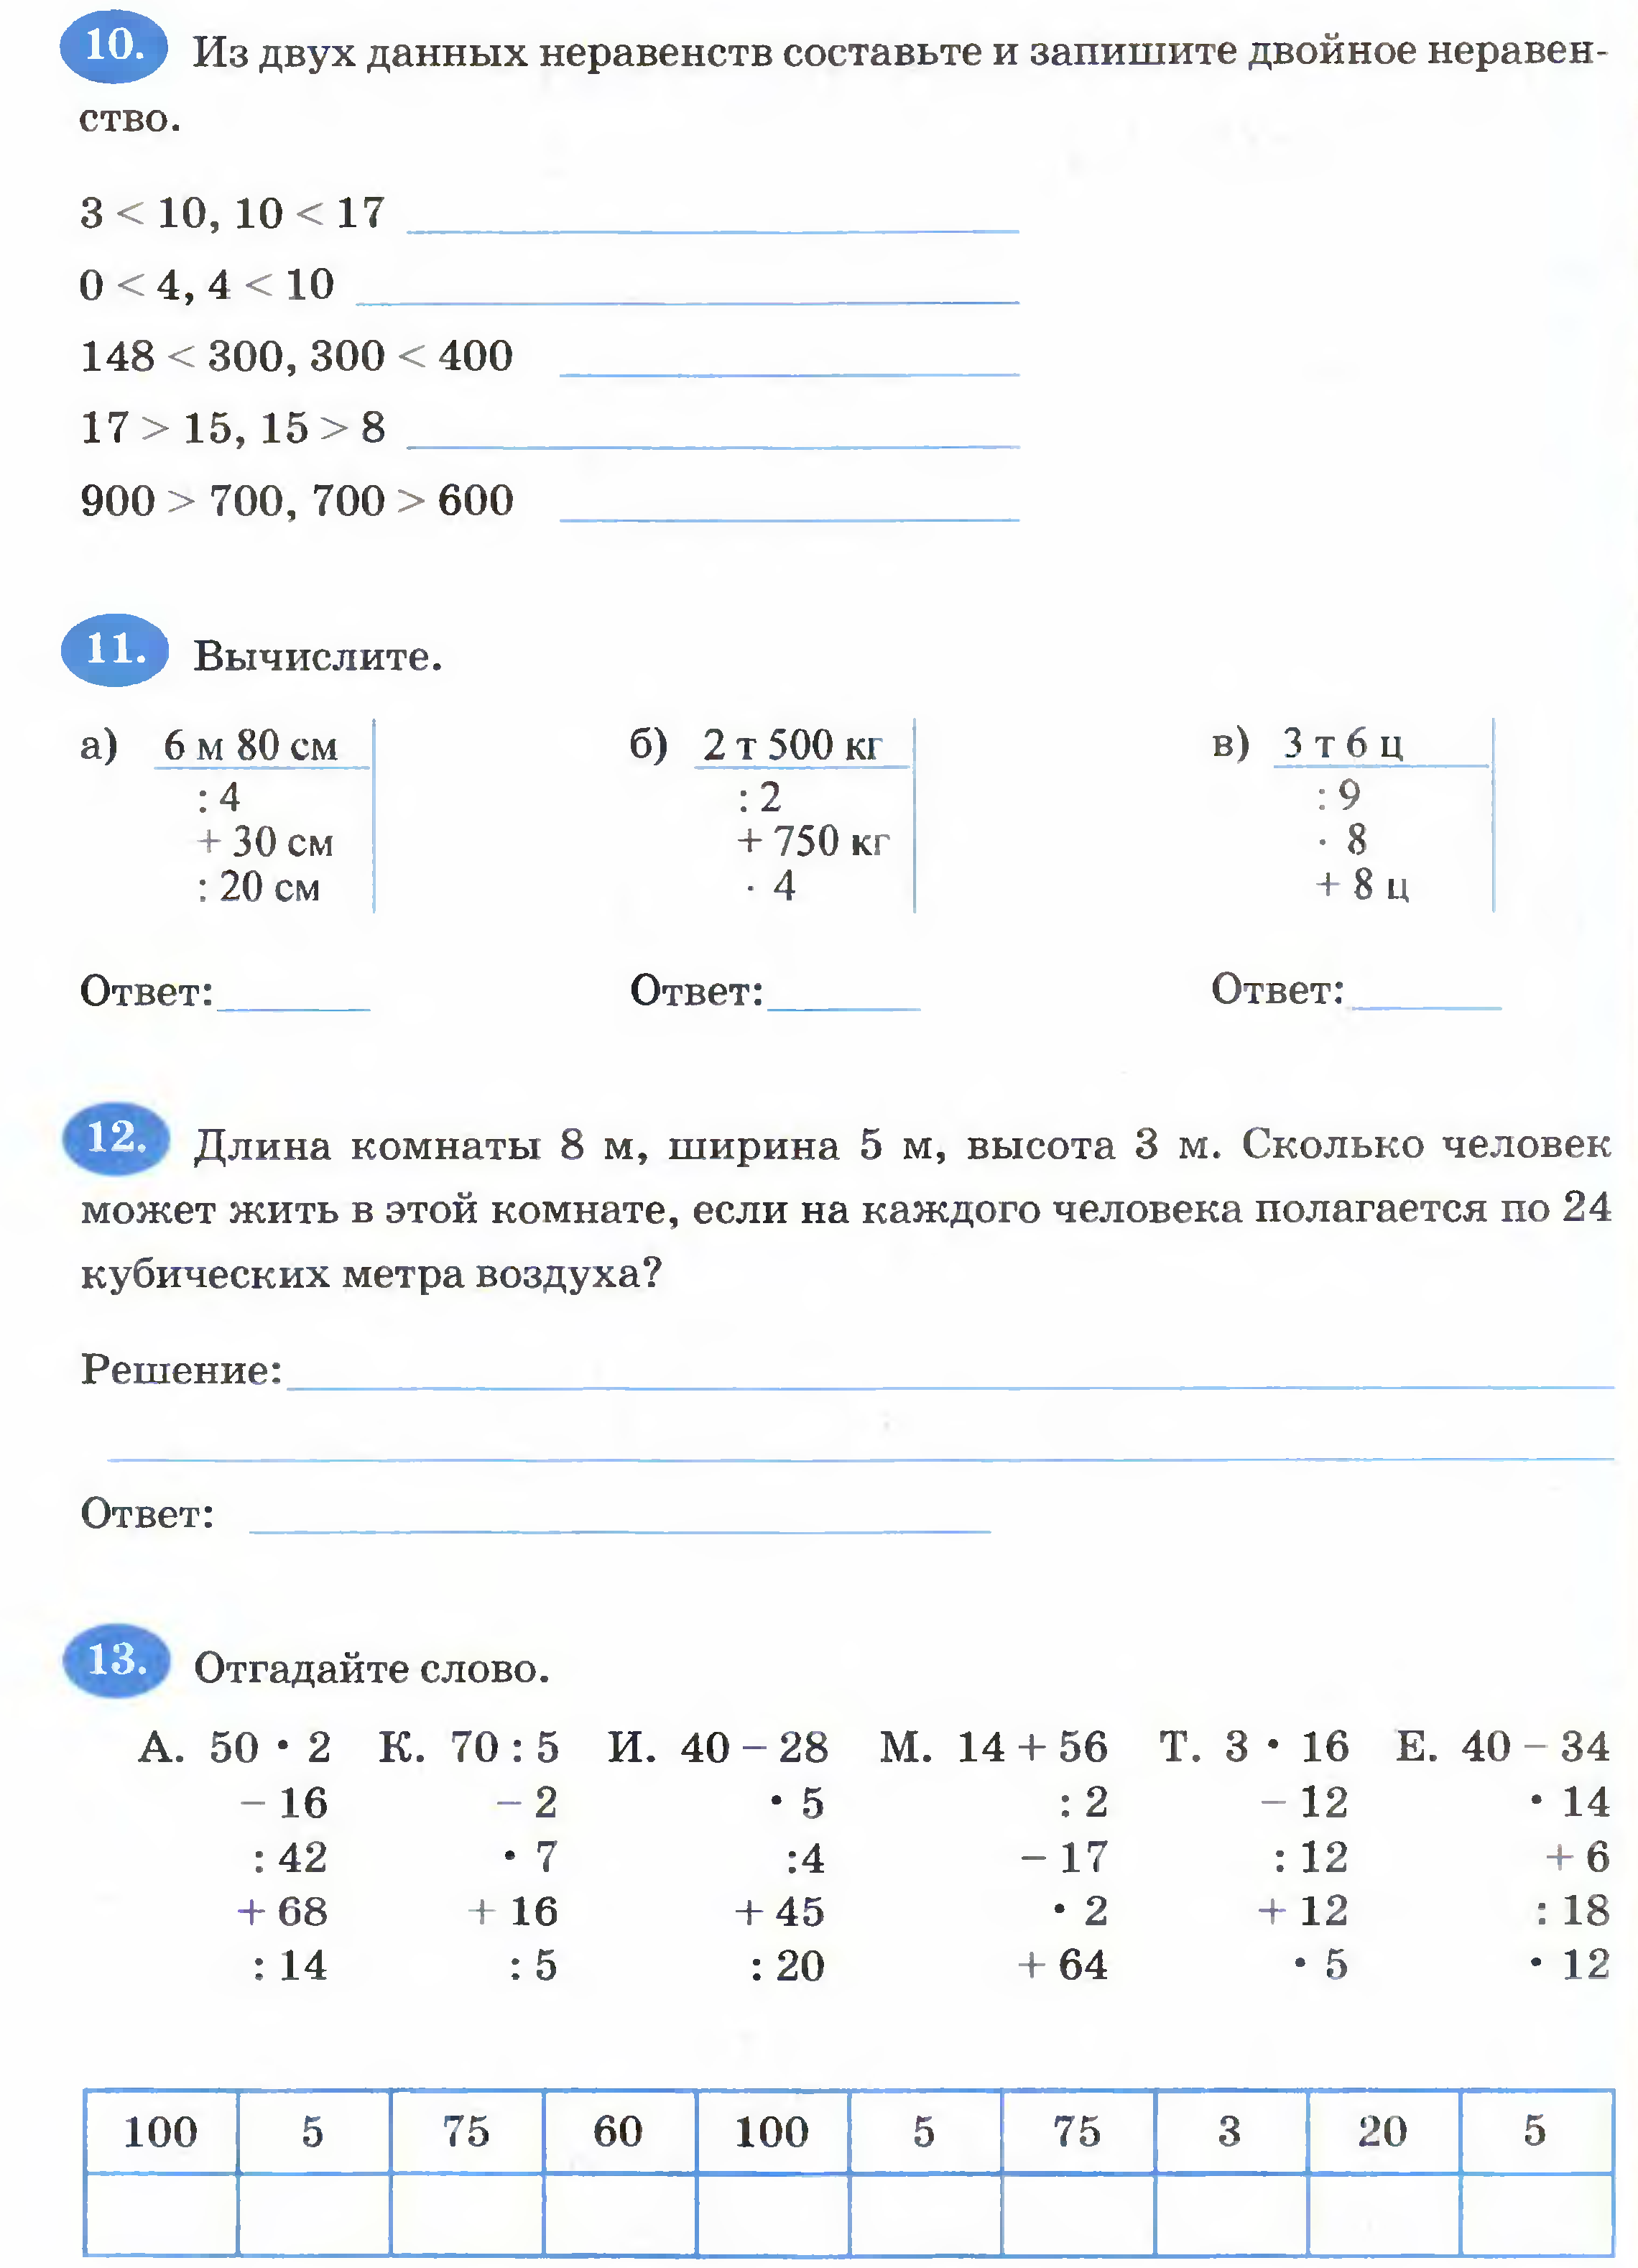 10. Из двух данных неравенств составьте и запишите двойное неравен-
ство.
3 < 10, 10 < 17
0 < 4, 4 < 10
148 < 300, 300 < 400
17 > 15, 15 > 8
900 > 700, 700 > 600
11. Вычислите.
а) 6 м 80 см б) 2 т 500 кг в) 3 т 6 ц
: 4 : 2 : 9
+ 30 см + 750 кг · 8
: 20 см · 4 + 8 ц
Ответ: Ответ: Ответ:
12. Длина комнаты 8 м, ширина 5 м, высота 3 м. Сколько человек
может жить в этой комнате, если на каждого человека полагается по 24
кубических метра воздуха?
Решение:
Ответ:
13. Отгадайте слово.
А. 50 · 2 К. 70 : 5 И. 40 – 28 М. 14 + 56 Т. 3 · 16 Е. 40 – 34
– 16 – 2 · 5 : 2 – 12 · 14
: 42 · 7 :4 – 17 : 12 + 6
+ 68 + 16 + 45 · 2 + 12 : 18
: 14 : 5 : 20 + 64 · 5 · 12
100 5 75 60 100 5 75 3 20 5